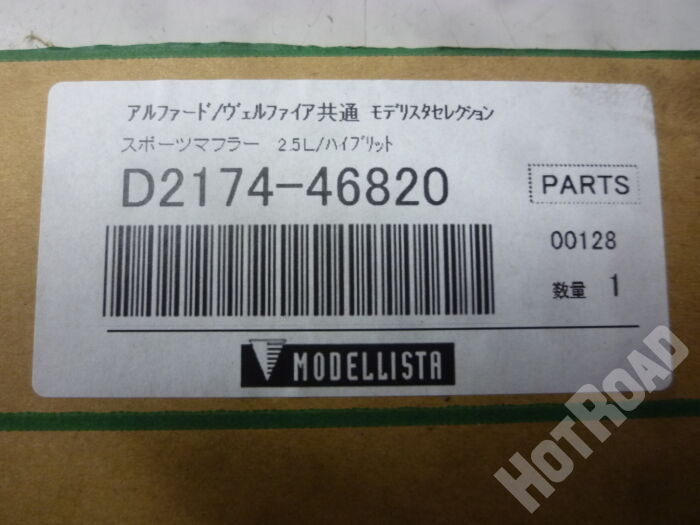 アルファード/ヴェルファイア共通 モデリスタセレクション
スポーツマフラー 2.5L/ハイブリット
D2174-46820
PARTS
00128
数量 1
MODELLISTA
HOTROAD